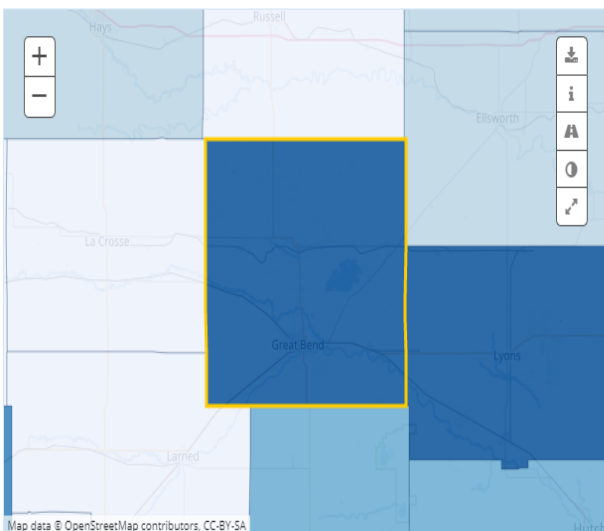 Russell
Hays
+
−
i
Ellsworth
La Crosse
Great Bend
Lyons
Larned
Map data © OpenStreetMap contributors, CC-BY-SA